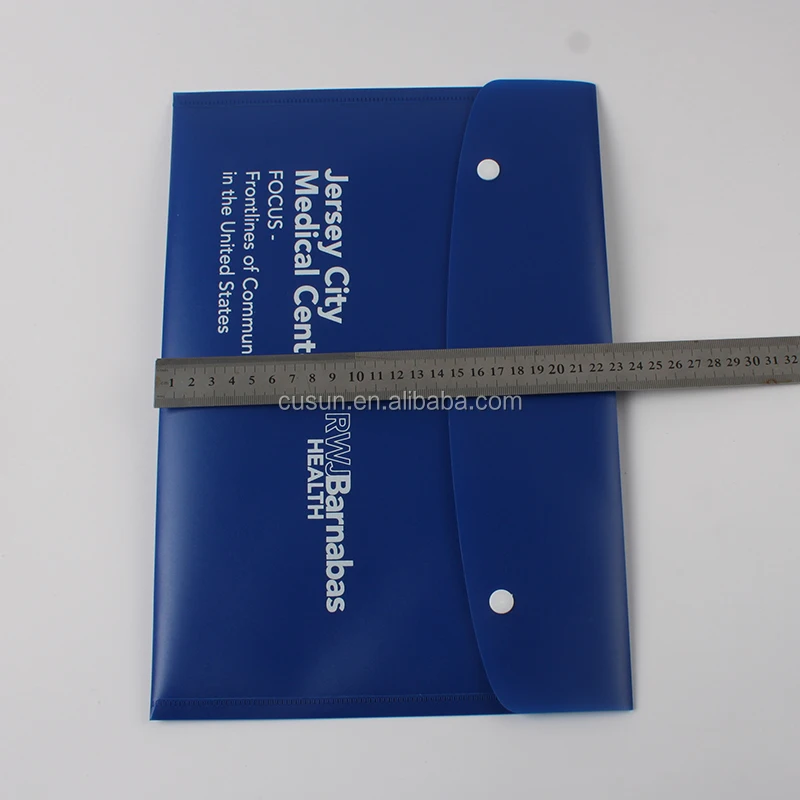 Jersey City
Medical Cent
FOCUS -
Frontlines of Commun
in the United States
RWJBarnabas
HEALTH
1 2 3 4 5 6 7 8 9 10 11 12 13 14 15 16 17 18 19 20 21 22 23 24 25 26 27 28 29 30 31 32
cusun.en.alibaba.com